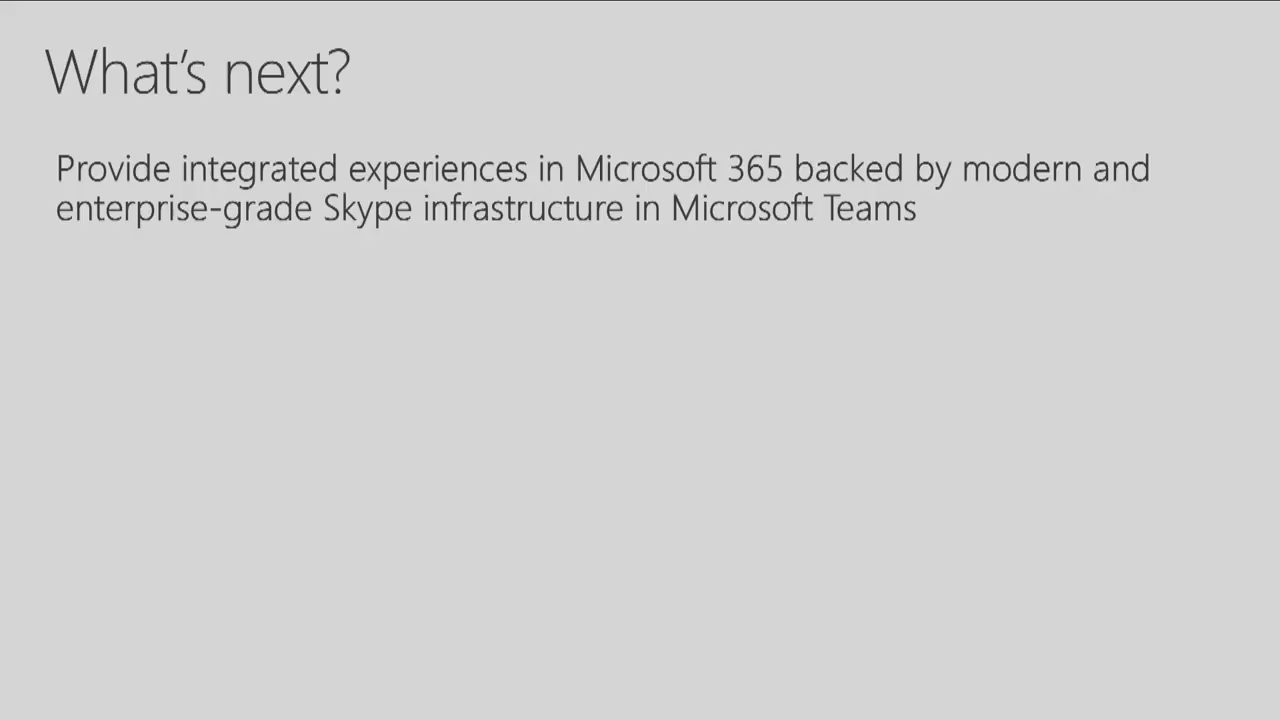 What’s next?
Provide integrated experiences in Microsoft 365 backed by modern and
enterprise-grade Skype infrastructure in Microsoft Teams